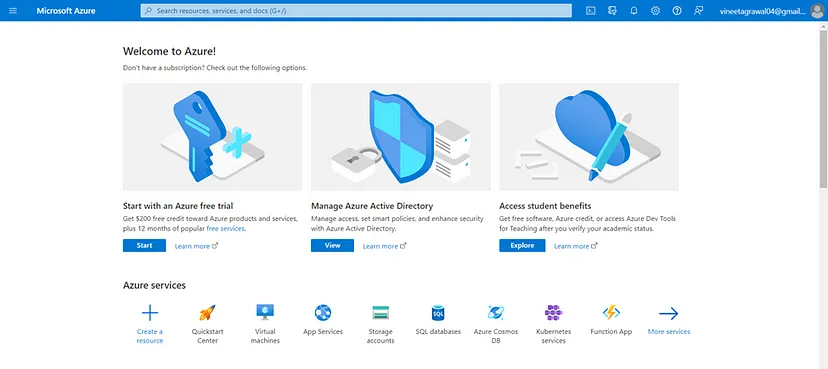 Microsoft Azure
Search resources, services, and docs (G+/)
vineetagrawal04@gmail...
Welcome to Azure!
Don't have a subscription? Check out the following options.
Start with an Azure free trial
Get $200 free credit toward Azure products and services,
plus 12 months of popular free services.
Start
Learn more
Manage Azure Active Directory
Manage access, set smart policies, and enhance security
with Azure Active Directory.
View
Learn more
Access student benefits
Get free software, Azure credit, or access Azure Dev Tools
for Teaching after you verify your academic status.
Explore
Learn more
Azure services
Create a
resource
Quickstart
Center
Virtual
machines
App Services
Storage
accounts
SQL
SQL databases
Azure Cosmos
DB
Kubernetes
services
Function App
More services